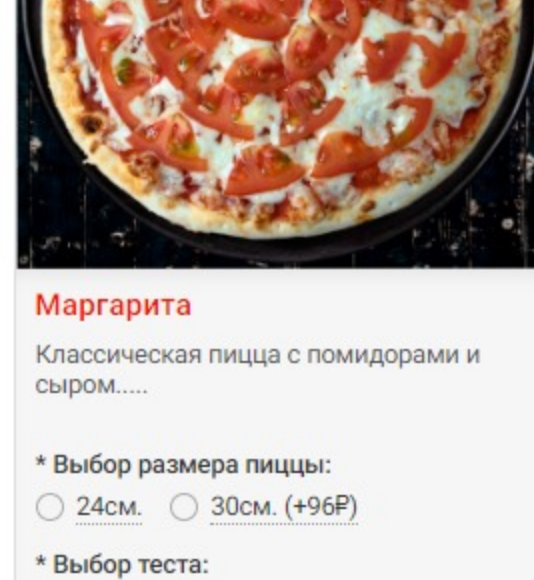 Маргарита
Классическая пицца с помидорами и
сыром.....
* Выбор размера пиццы:
24см. 30см. (+96₽)
* Выбор теста: